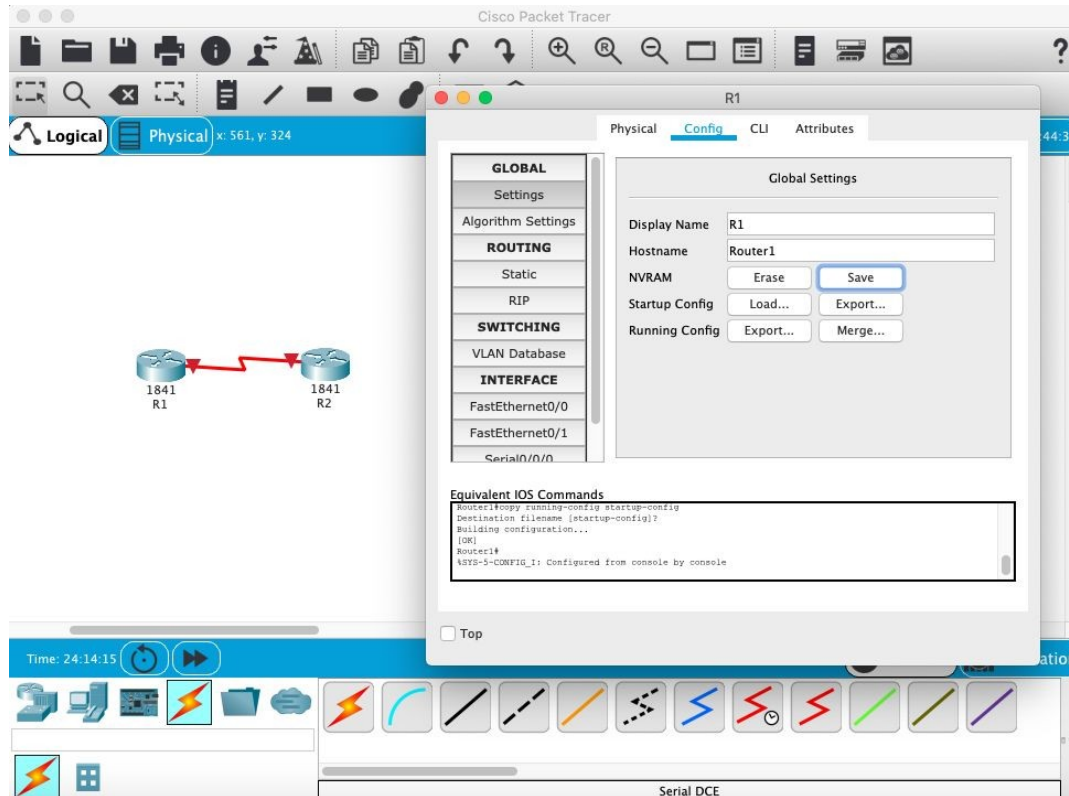 Cisco Packet Tracer
Logical
Physical
x: 561, y: 324
:44:3
R1
Physical Config CLI Attributes
GLOBAL
Settings
Algorithm Settings
ROUTING
Static
RIP
SWITCHING
VLAN Database
INTERFACE
FastEthernet0/0
FastEthernet0/1
Serial0/0/0
Global Settings
Display Name R1
Hostname Router1
NVRAM Erase Save
Startup Config Load... Export...
Running Config Export... Merge...
Equivalent IOS Commands
Router1#copy running-config startup-config
Destination filename [startup-config]?
Building configuration...
[OK]
Router1#
%SYS-5-CONFIG_I: Configured from console by console
Top
1841
R1
1841
R2
Time: 24:14:15
atio
Serial DCE